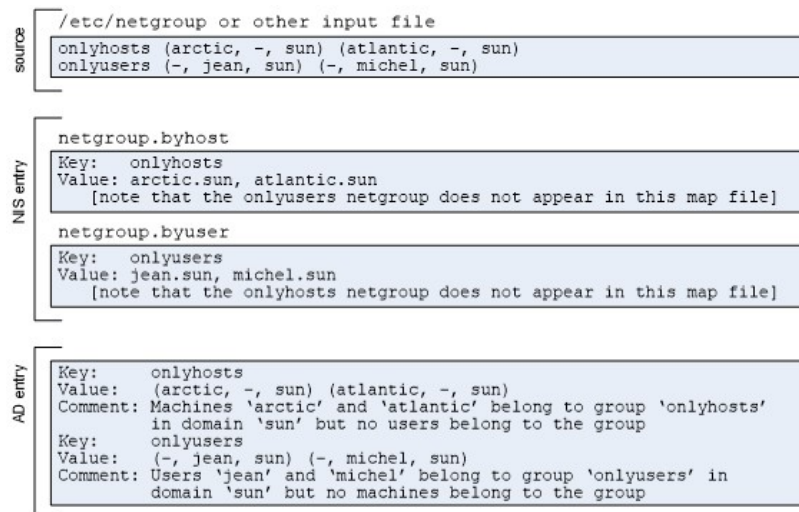 source
/etc/netgroup or other input file
onlyhosts (arctic, -, sun) (atlantic, -, sun)
onlyusers (-, jean, sun) (-, michel, sun)
NIS entry
netgroup.byhost
Key: onlyhosts
Value: arctic.sun, atlantic.sun
[note that the onlyusers netgroup does not appear in this map file]
netgroup.byuser
Key: onlyusers
Value: jean.sun, michel.sun
[note that the onlyhosts netgroup does not appear in this map file]
AD entry
Key: onlyhosts
Value: (arctic, -, sun) (atlantic, -, sun)
Comment: Machines ‘arctic’ and ‘atlantic’ belong to group ‘onlyhosts’
in domain ‘sun’ but no users belong to the group
Key: onlyusers
Value: (-, jean, sun) (-, michel, sun)
Comment: Users ‘jean’ and ‘michel’ belong to group ‘onlyusers’ in
domain ‘sun’ but no machines belong to the group